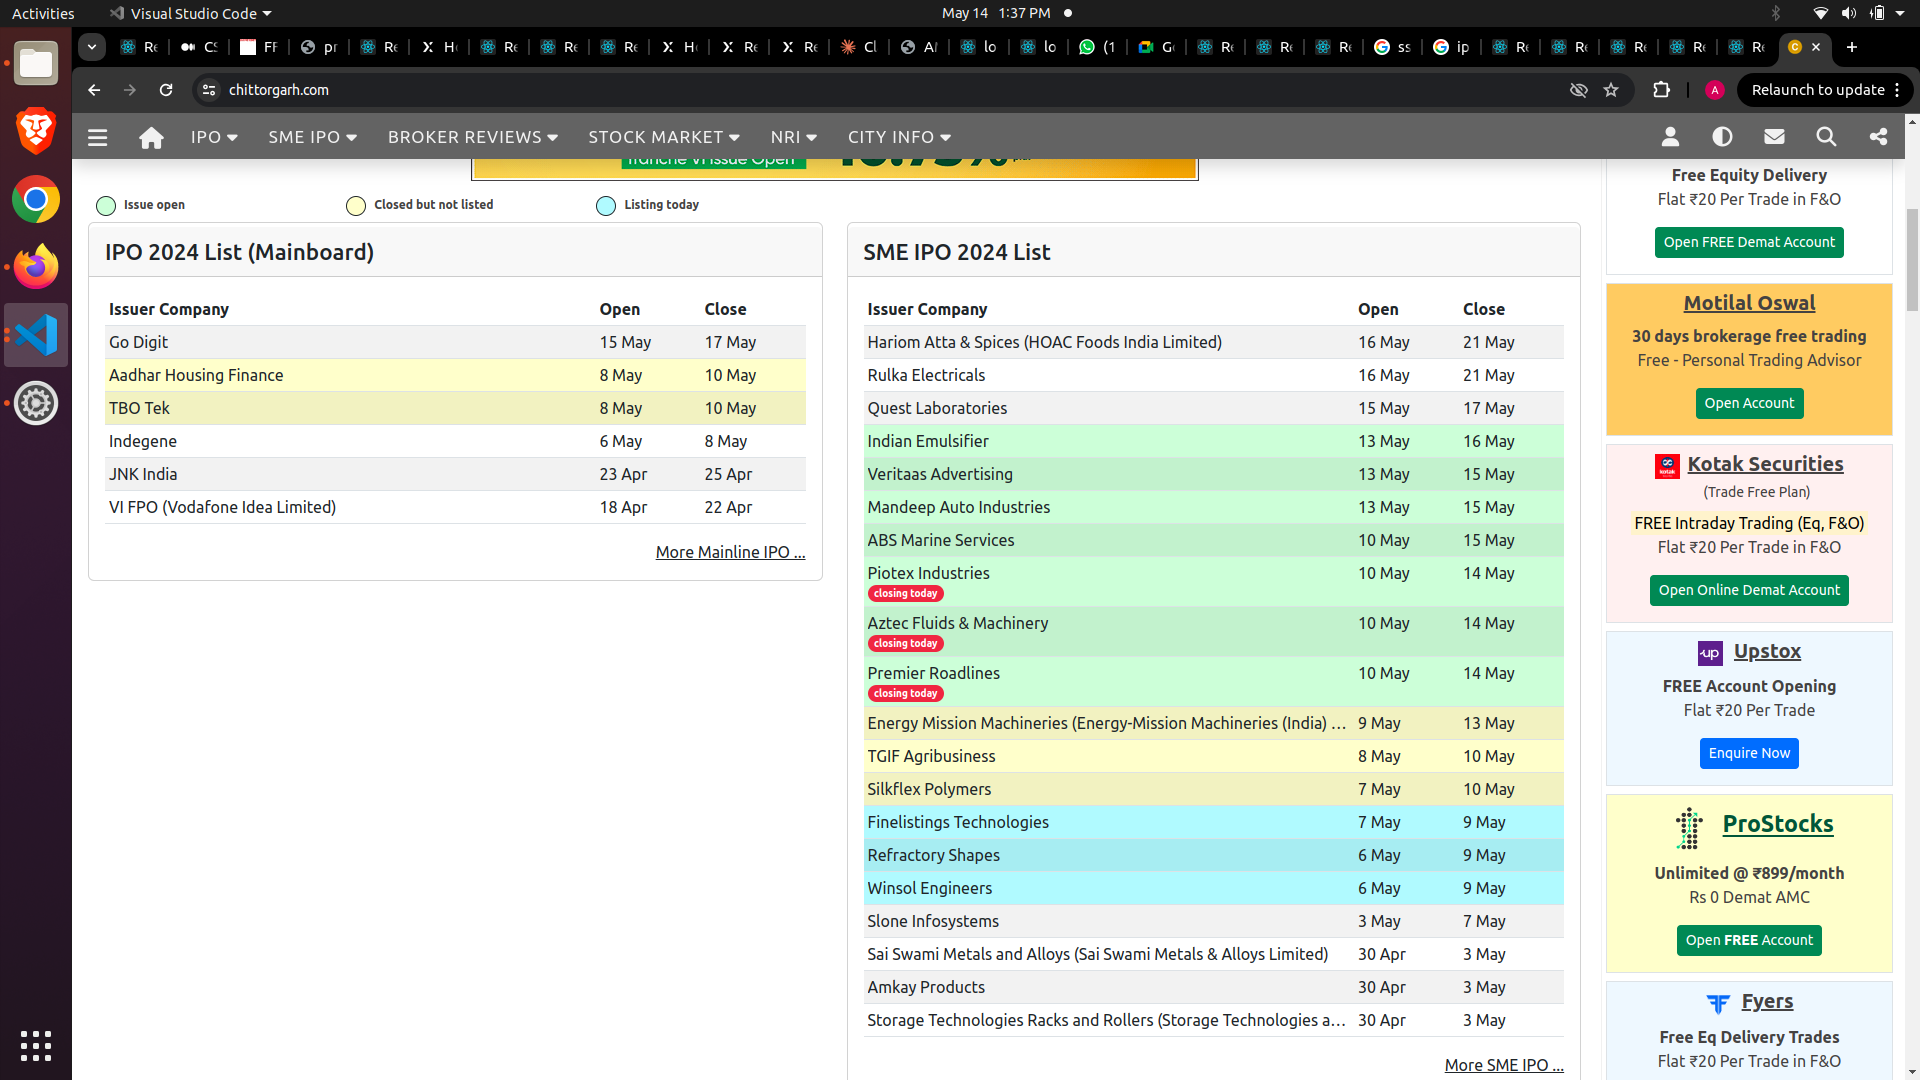 Activities Visual Studio Code May 14 1:37 PM
Re CS FF pr Re Ho Re Re Re Ho Re Re Cl lo lo (1 Re Re Re ss ip Re Re Re Re Re
chittorgarh.com A Relaunch to update
IPO SME IPO BROKER REVIEWS STOCK MARKET NRI CITY INFO
Tranche VI Issue Open
Issue open Closed but not listed Listing today
IPO 2024 List (Mainboard)
Issuer Company Open Close
Go Digit 15 May 17 May
Aadhar Housing Finance 8 May 10 May
TBO Tek 8 May 10 May
Indegene 6 May 8 May
JNK India 23 Apr 25 Apr
VI FPO (Vodafone Idea Limited) 18 Apr 22 Apr
More Mainline IPO ...
SME IPO 2024 List
Issuer Company Open Close
Hariom Atta & Spices (HOAC Foods India Limited) 16 May 21 May
Rulka Electricals 16 May 21 May
Quest Laboratories 15 May 17 May
Indian Emulsifier 13 May 16 May
Veritaas Advertising 13 May 15 May
Mandeep Auto Industries 13 May 15 May
ABS Marine Services 10 May 15 May
Piotex Industries 10 May 14 May
closing today
Aztec Fluids & Machinery 10 May 14 May
closing today
Premier Roadlines 10 May 14 May
closing today
Energy Mission Machineries (Energy-Mission Machineries (India) ... 9 May 13 May
TGIF Agribusiness 8 May 10 May
Silkflex Polymers 7 May 10 May
Finelistings Technologies 7 May 9 May
Refractory Shapes 6 May 9 May
Winsol Engineers 6 May 9 May
Slone Infosystems 3 May 7 May
Sai Swami Metals and Alloys (Sai Swami Metals & Alloys Limited) 30 Apr 3 May
Amkay Products 30 Apr 3 May
Storage Technologies Racks and Rollers (Storage Technologies a... 30 Apr 3 May
More SME IPO ...
Free Equity Delivery
Flat ₹20 Per Trade in F&O
Open FREE Demat Account
Motilal Oswal
30 days brokerage free trading
Free - Personal Trading Advisor
Open Account
kotak Kotak Securities
(Trade Free Plan)
FREE Intraday Trading (Eq, F&O)
Flat ₹20 Per Trade in F&O
Open Online Demat Account
up Upstox
FREE Account Opening
Flat ₹20 Per Trade
Enquire Now
ProStocks
Unlimited @ ₹899/month
Rs 0 Demat AMC
Open FREE Account
Fyers
Free Eq Delivery Trades
Flat ₹20 Per Trade in F&O